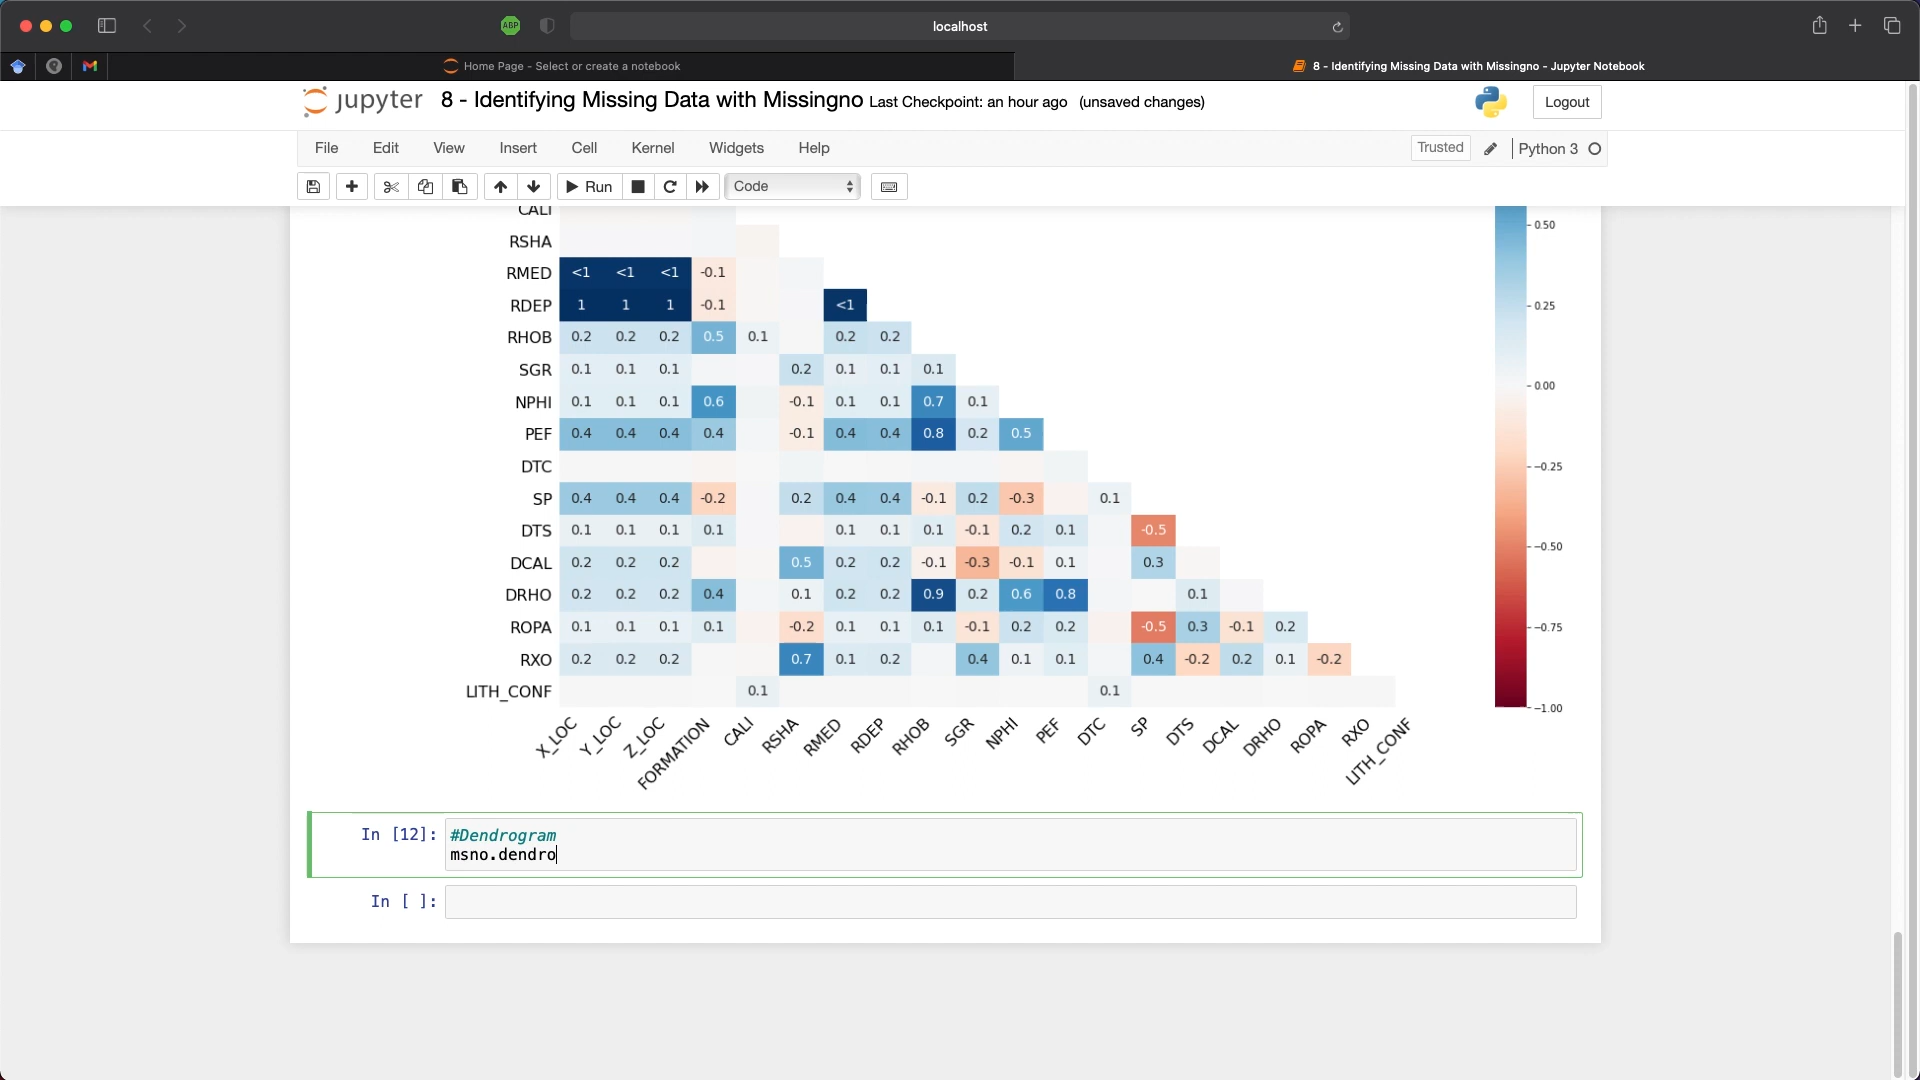 localhost
Home Page - Select or create a notebook
8 - Identifying Missing Data with Missingno - Jupyter Notebook
ABP
jupyter 8 - Identifying Missing Data with Missingno Last Checkpoint: an hour ago (unsaved changes)
Logout
File Edit View Insert Cell Kernel Widgets Help
Trusted Python 3
Run Code
CALI
RSHA
RMED <1 <1 <1 -0.1
RDEP 1 1 1 -0.1 <1
RHOB 0.2 0.2 0.2 0.5 0.1 0.2 0.2
SGR 0.1 0.1 0.1 0.2 0.1 0.1 0.1
NPHI 0.1 0.1 0.1 0.6 -0.1 0.1 0.1 0.7 0.1
PEF 0.4 0.4 0.4 0.4 -0.1 0.4 0.4 0.8 0.2 0.5
DTC
SP 0.4 0.4 0.4 -0.2 0.2 0.4 0.4 -0.1 0.2 -0.3 0.1
DTS 0.1 0.1 0.1 0.1 0.1 0.1 0.1 -0.1 0.2 0.1 -0.5
DCAL 0.2 0.2 0.2 0.5 0.2 0.2 -0.1 -0.3 -0.1 0.1 0.3
DRHO 0.2 0.2 0.2 0.4 0.1 0.2 0.2 0.9 0.2 0.6 0.8 0.1
ROPA 0.1 0.1 0.1 0.1 -0.2 0.1 0.1 0.1 -0.1 0.2 0.2 -0.5 0.3 -0.1 0.2
RXO 0.2 0.2 0.2 0.7 0.1 0.2 0.4 0.1 0.1 0.4 -0.2 0.2 0.1 -0.2
LITH_CONF 0.1 0.1
X_LOC Y_LOC Z_LOC FORMATION CALI RSHA RMED RDEP RHOB SGR NPHI PEF DTC SP DTS DCAL DRHO ROPA RXO LITH_CONF
0.50
0.25
0.00
-0.25
-0.50
-0.75
-1.00
In [12]: #Dendrogram
msno.dendro
In [ ]: